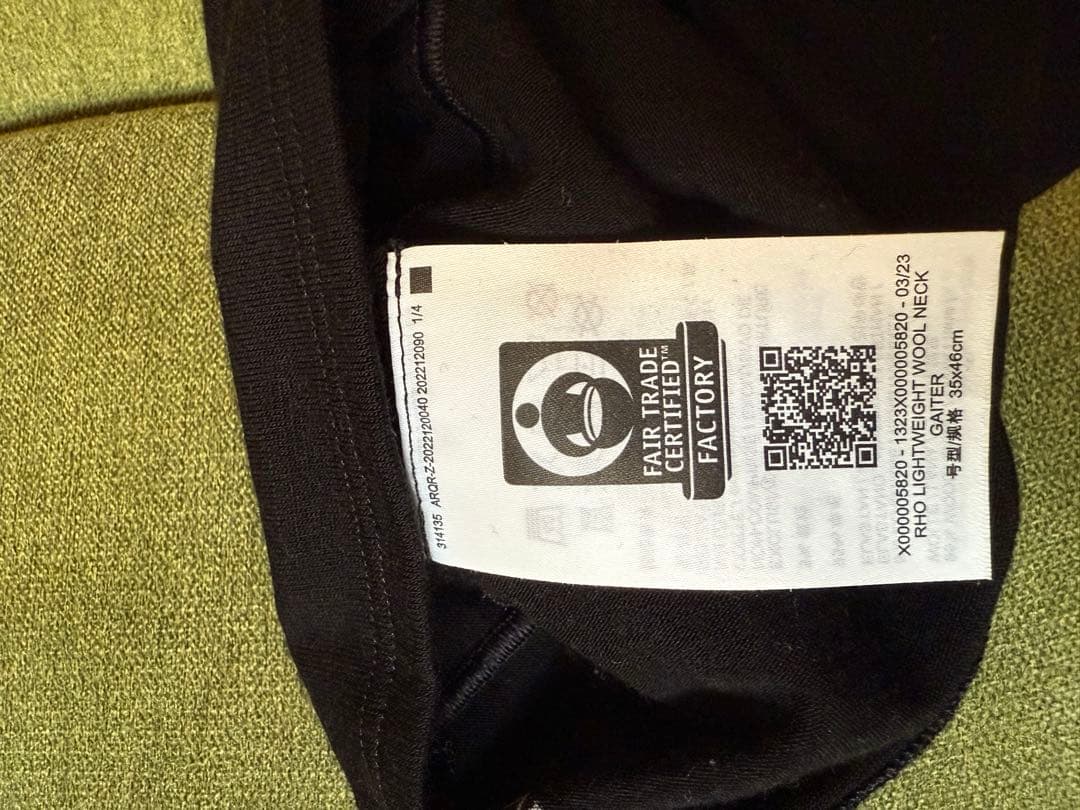 314135 ARQR-Z-2022120040 202212090 1/4
FAIR TRADE
CERTIFIED™
FACTORY
X000005820 - 1323X000005820 - 03/23
RHO LIGHTWEIGHT WOOL NECK
GAITER
号型/规格 35x46cm